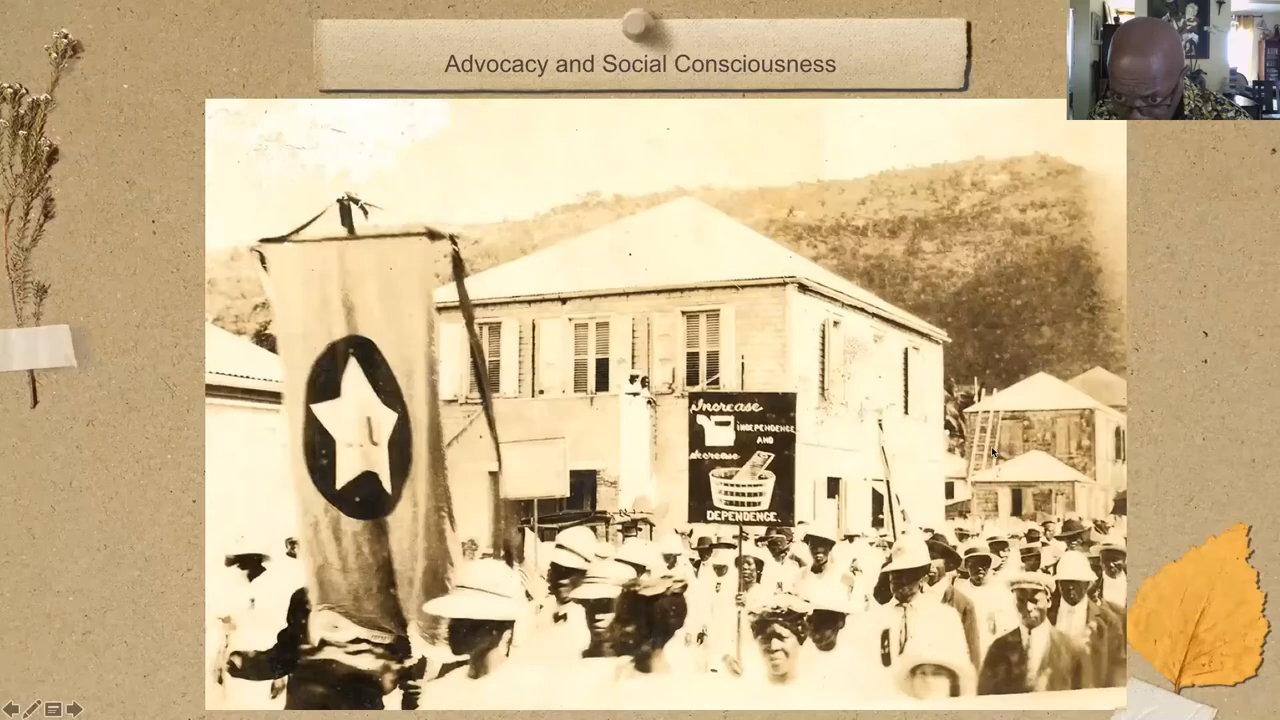 Advocacy and Social Consciousness
Increase
INDEPENDENCE
AND
decrease
DEPENDENCE.